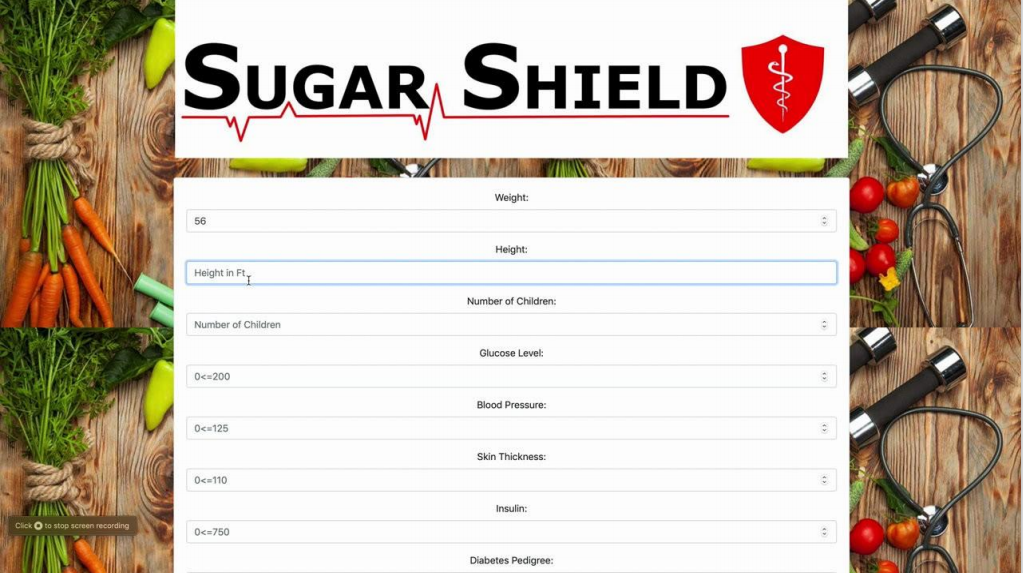 SUGAR SHIELD
Weight:
56
Height:
Height in Ft
Number of Children:
Number of Children
Glucose Level:
0<=200
Blood Pressure:
0<=125
Skin Thickness:
0<=110
Insulin:
0<=750
Click to stop screen recording
Diabetes Pedigree: